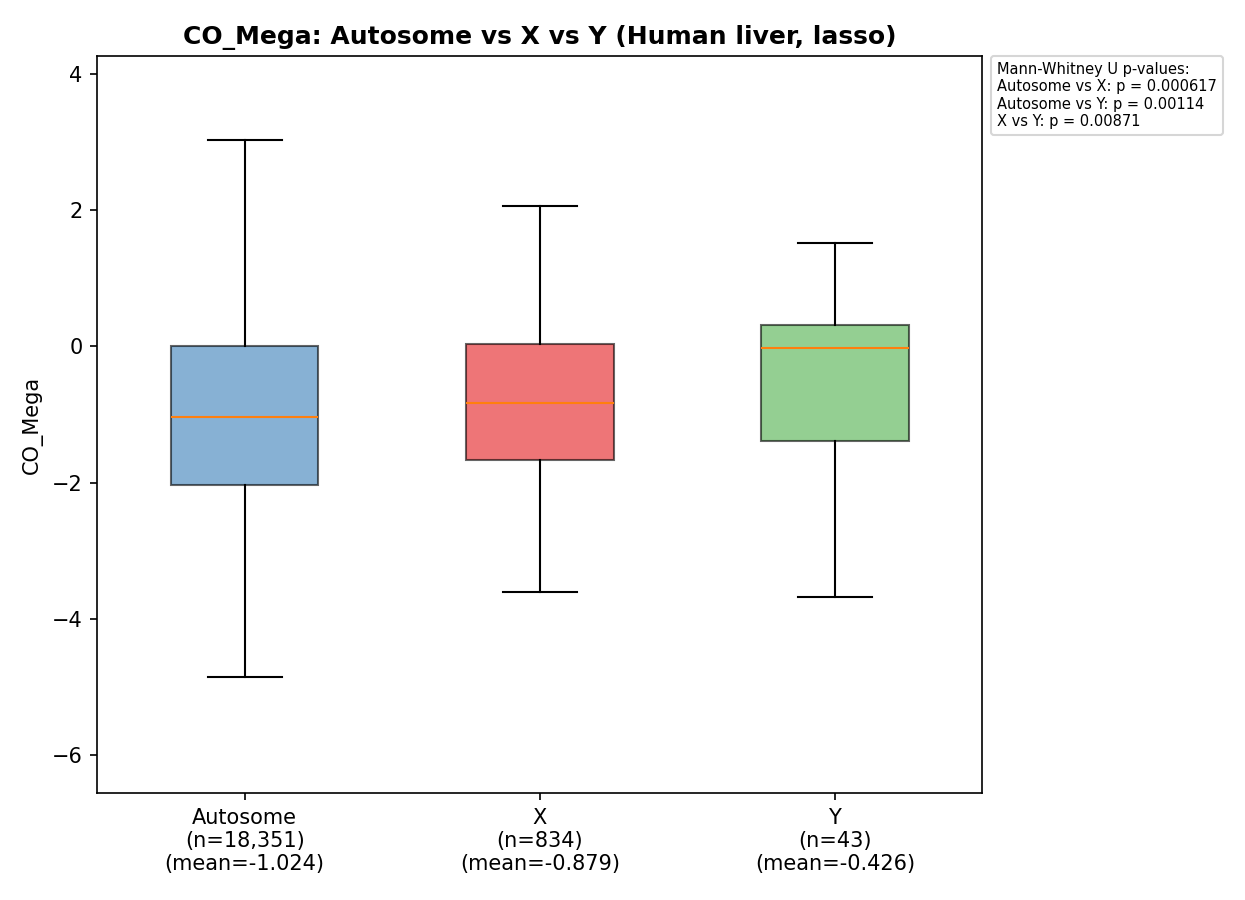 CO_Mega: Autosome vs X vs Y (Human liver, lasso)
Mann-Whitney U p-values:
Autosome vs X: p = 0.000617
Autosome vs Y: p = 0.00114
X vs Y: p = 0.00871
CO_Mega
4
2
0
−2
−4
−6
Autosome
(n=18,351)
(mean=-1.024)
X
(n=834)
(mean=-0.879)
Y
(n=43)
(mean=-0.426)